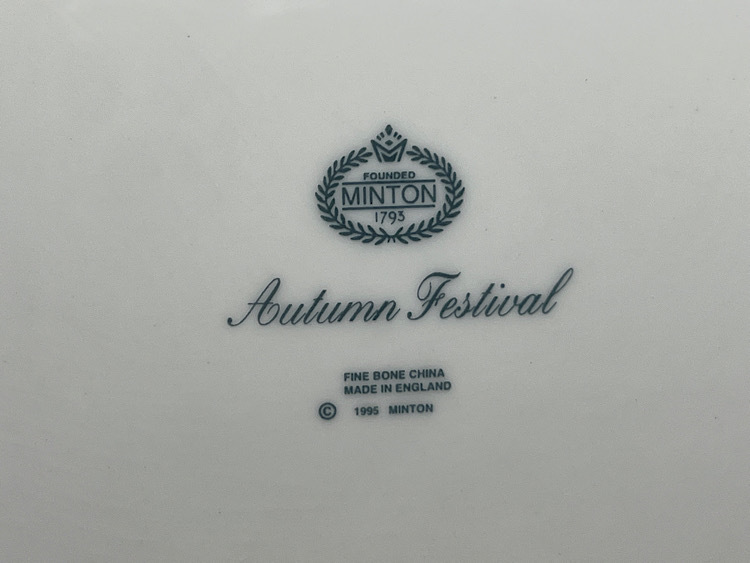 FOUNDED
MINTON
1793
Autumn Festival
FINE BONE CHINA
MADE IN ENGLAND
© 1995 MINTON